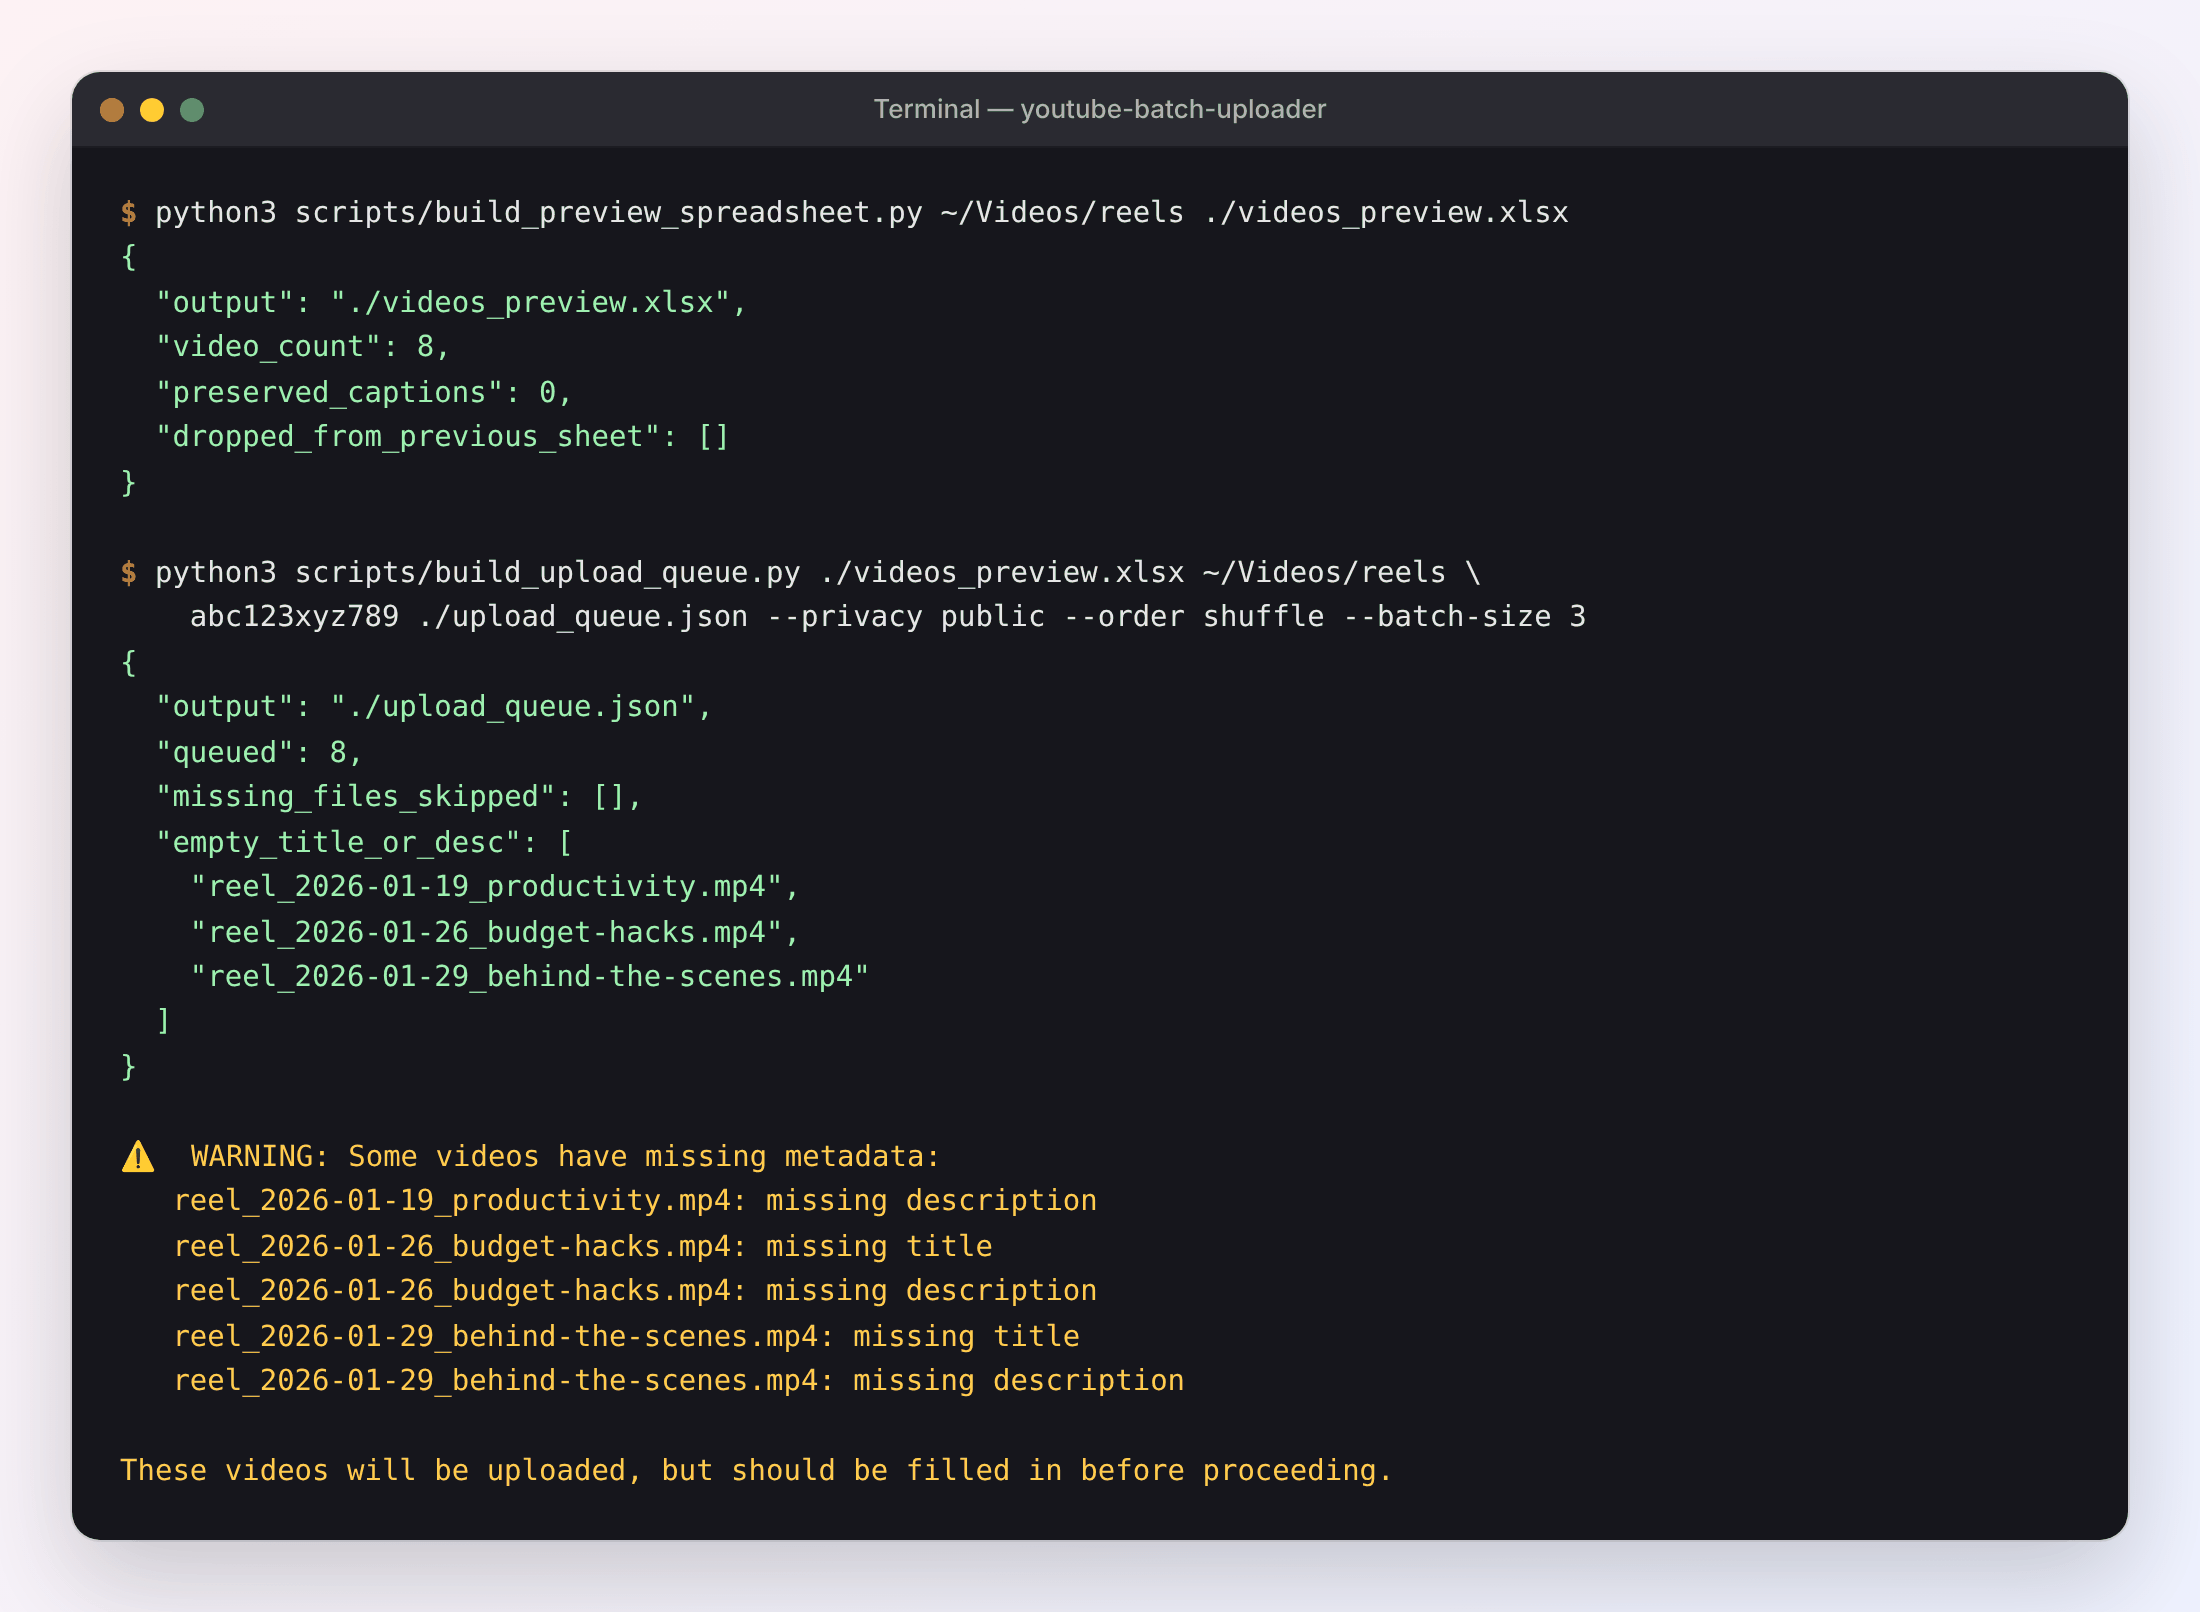 Terminal — youtube-batch-uploader
$ python3 scripts/build_preview_spreadsheet.py ~/Videos/reels ./videos_preview.xlsx
{
  "output": "./videos_preview.xlsx",
  "video_count": 8,
  "preserved_captions": 0,
  "dropped_from_previous_sheet": []
}
$ python3 scripts/build_upload_queue.py ./videos_preview.xlsx ~/Videos/reels \
    abc123xyz789 ./upload_queue.json --privacy public --order shuffle --batch-size 3
{
  "output": "./upload_queue.json",
  "queued": 8,
  "missing_files_skipped": [],
  "empty_title_or_desc": [
    "reel_2026-01-19_productivity.mp4",
    "reel_2026-01-26_budget-hacks.mp4",
    "reel_2026-01-29_behind-the-scenes.mp4"
  ]
}
⚠️  WARNING: Some videos have missing metadata:
   reel_2026-01-19_productivity.mp4: missing description
   reel_2026-01-26_budget-hacks.mp4: missing title
   reel_2026-01-26_budget-hacks.mp4: missing description
   reel_2026-01-29_behind-the-scenes.mp4: missing title
   reel_2026-01-29_behind-the-scenes.mp4: missing description
These videos will be uploaded, but should be filled in before proceeding.